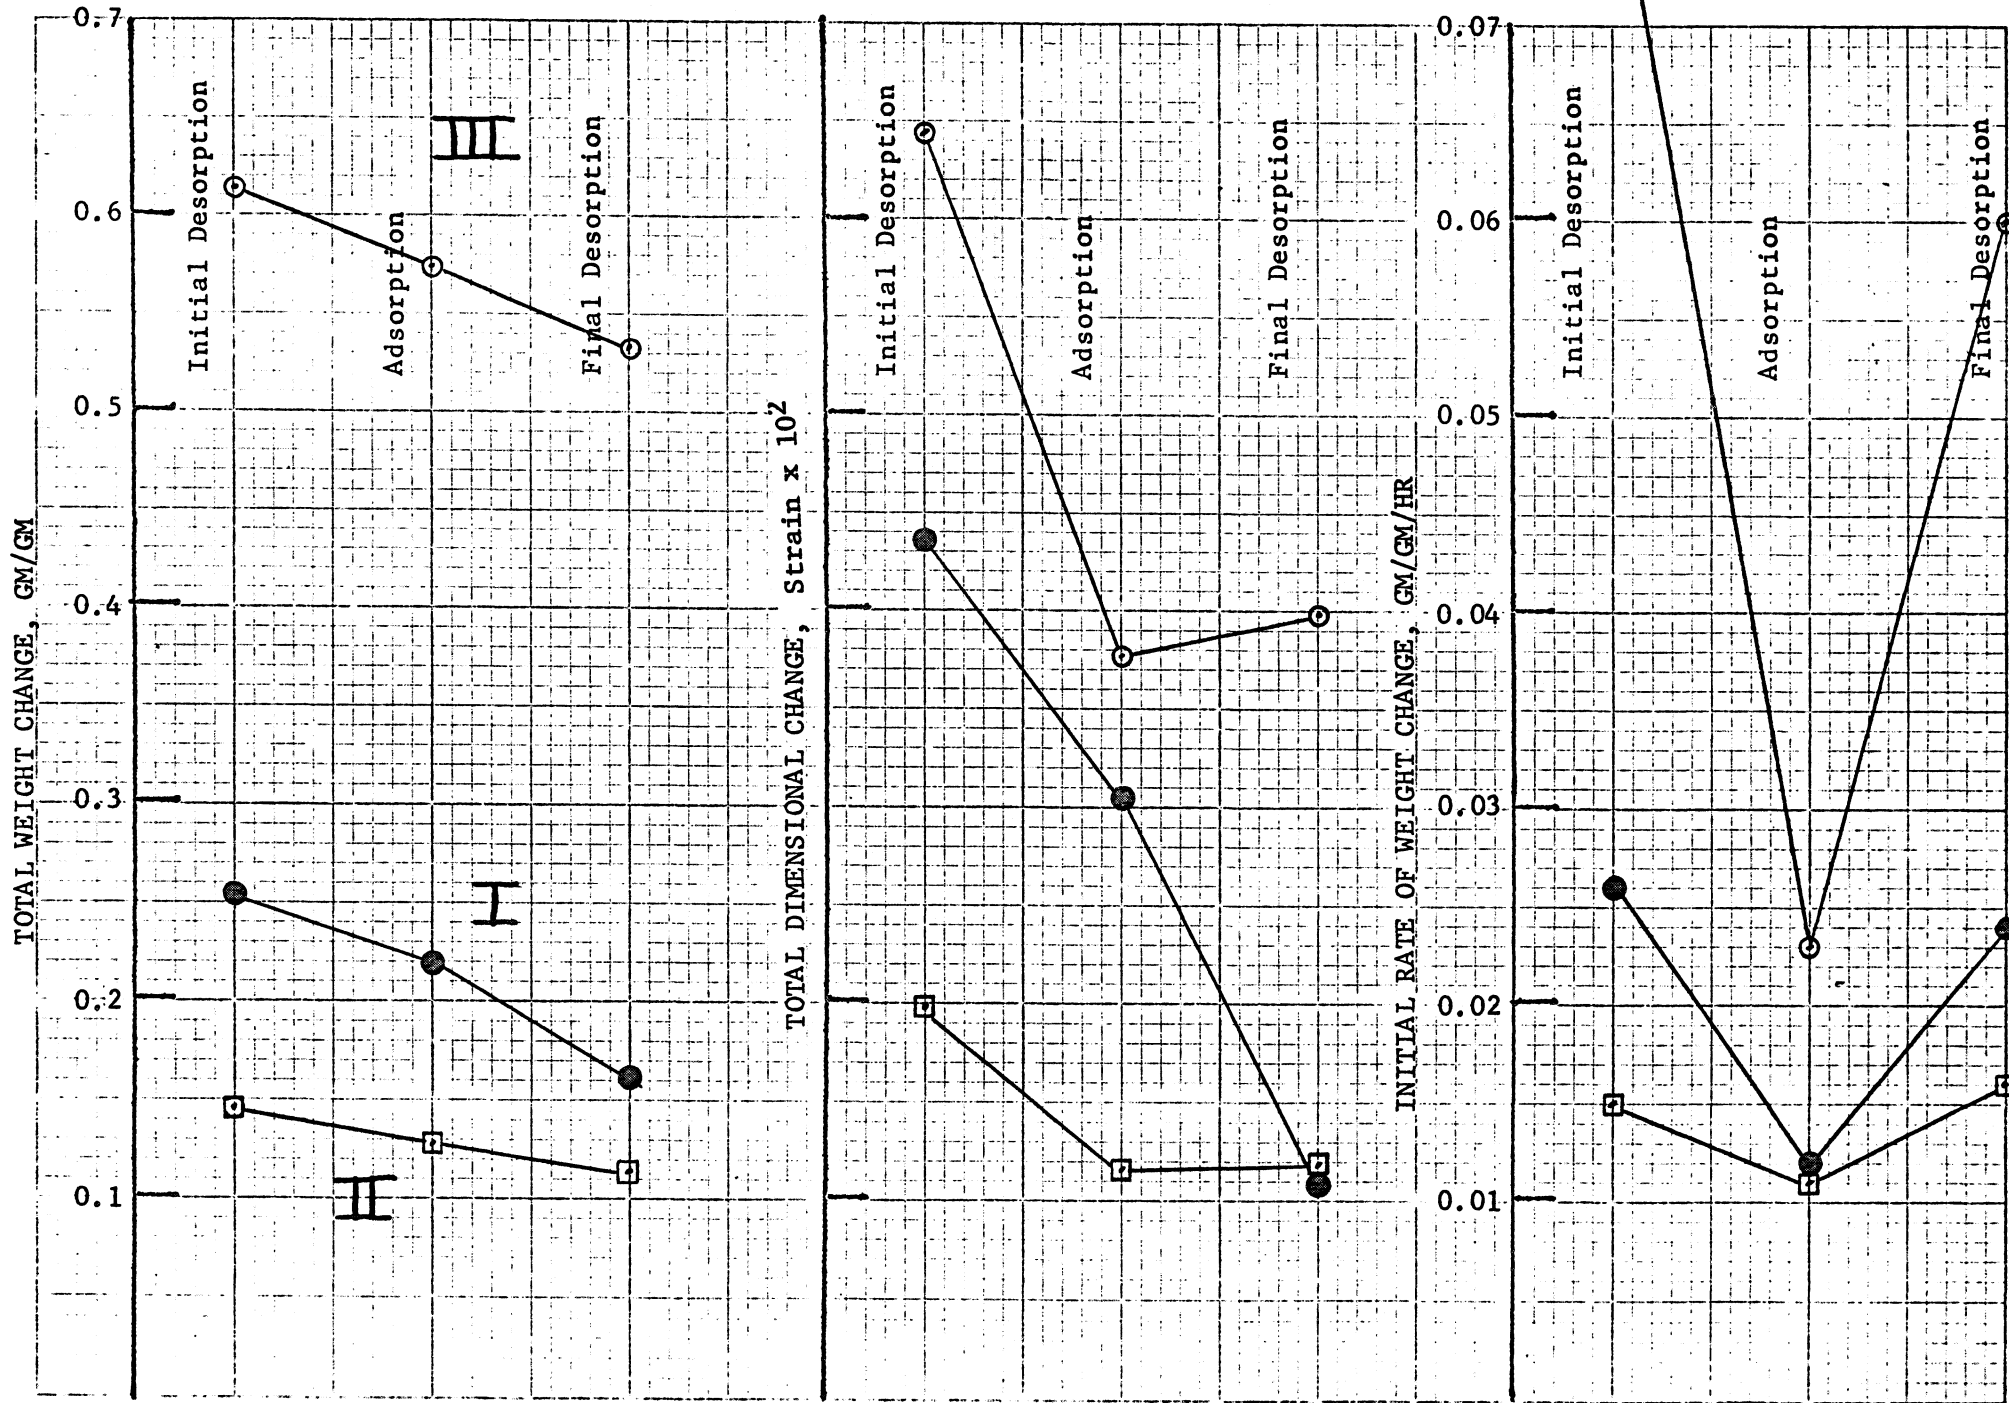 TOTAL WEIGHT CHANGE, GM/GM
0.7
0.6
0.5
0.4
0.3
0.2
0.1
Initial Desorption
Adsorption
Final Desorption
III
I
II
TOTAL DIMENSIONAL CHANGE, Strain x 10²
Initial Desorption
Adsorption
Final Desorption
INITIAL RATE OF WEIGHT CHANGE, GM/GM/HR
0.07
0.06
0.05
0.04
0.03
0.02
0.01
Initial Desorption
Adsorption
Final Desorption